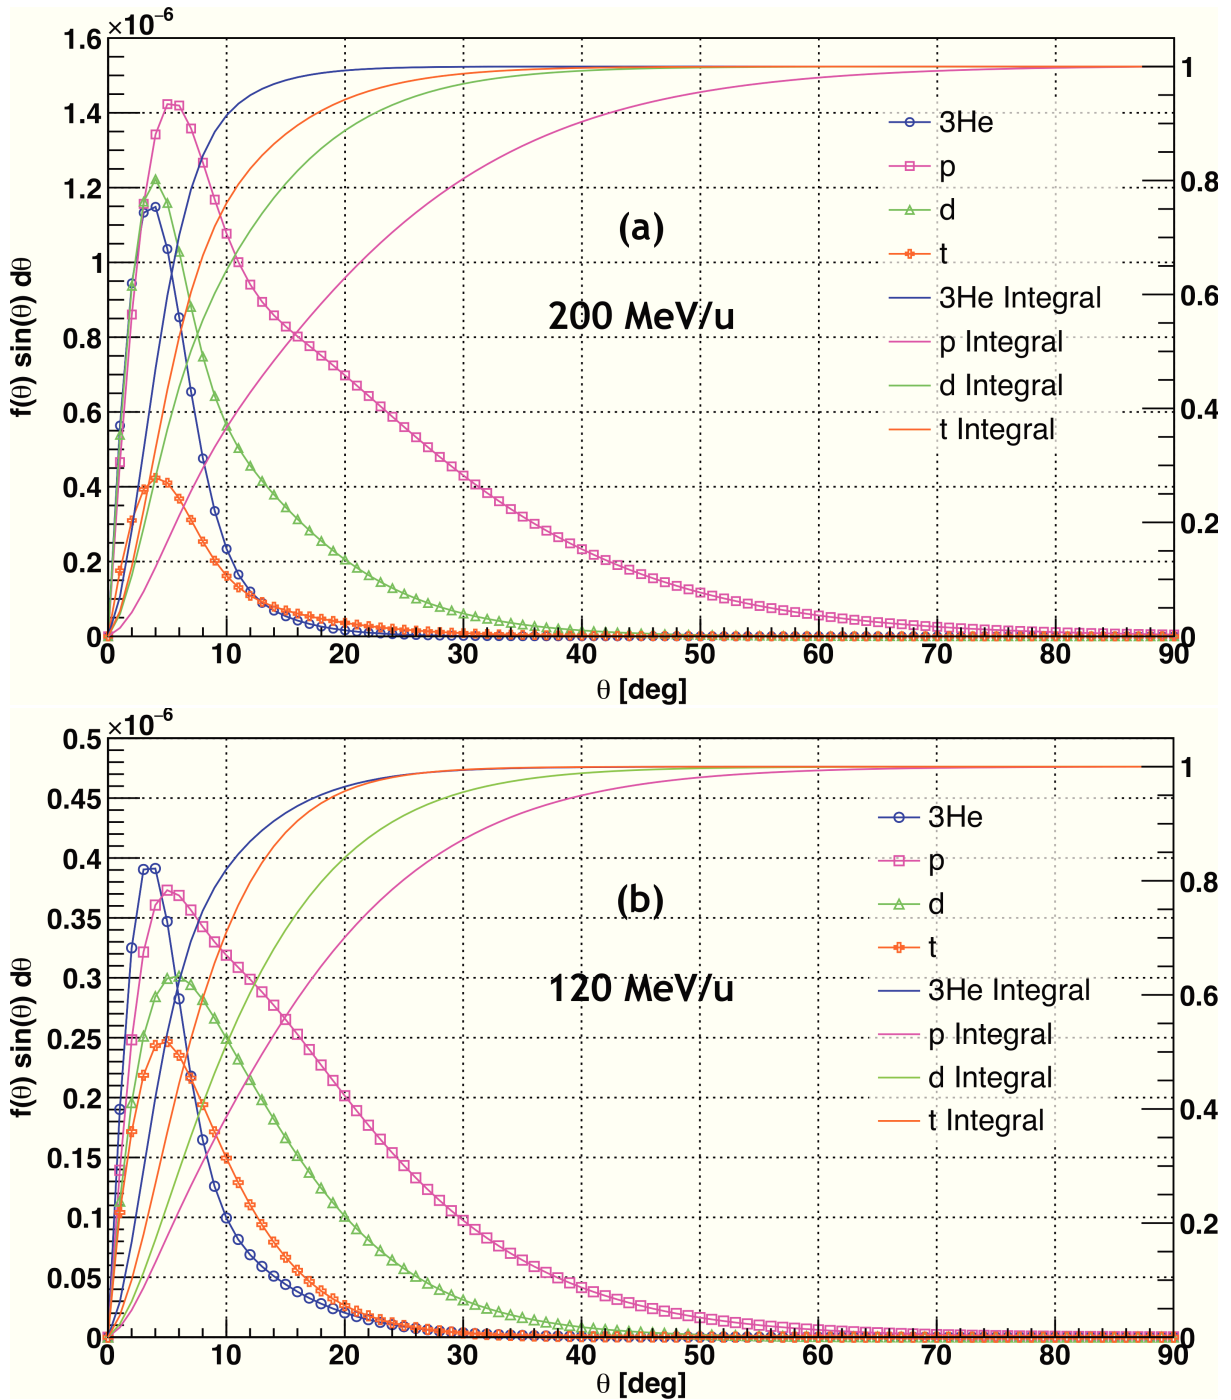 ×10⁻⁶
1.6
1.4
1.2
1
0.8
0.6
0.4
0.2
0
f(θ) sin(θ) dθ
1
0.8
0.6
0.4
0.2
0
3He
p
d
t
3He Integral
p Integral
d Integral
t Integral
(a)
200 MeV/u
0 10 20 30 40 50 60 70 80 90
θ [deg]
×10⁻⁶
0.5
0.45
0.4
0.35
0.3
0.25
0.2
0.15
0.1
0.05
0
f(θ) sin(θ) dθ
1
0.8
0.6
0.4
0.2
0
3He
p
d
t
3He Integral
p Integral
d Integral
t Integral
(b)
120 MeV/u
0 10 20 30 40 50 60 70 80 90
θ [deg]